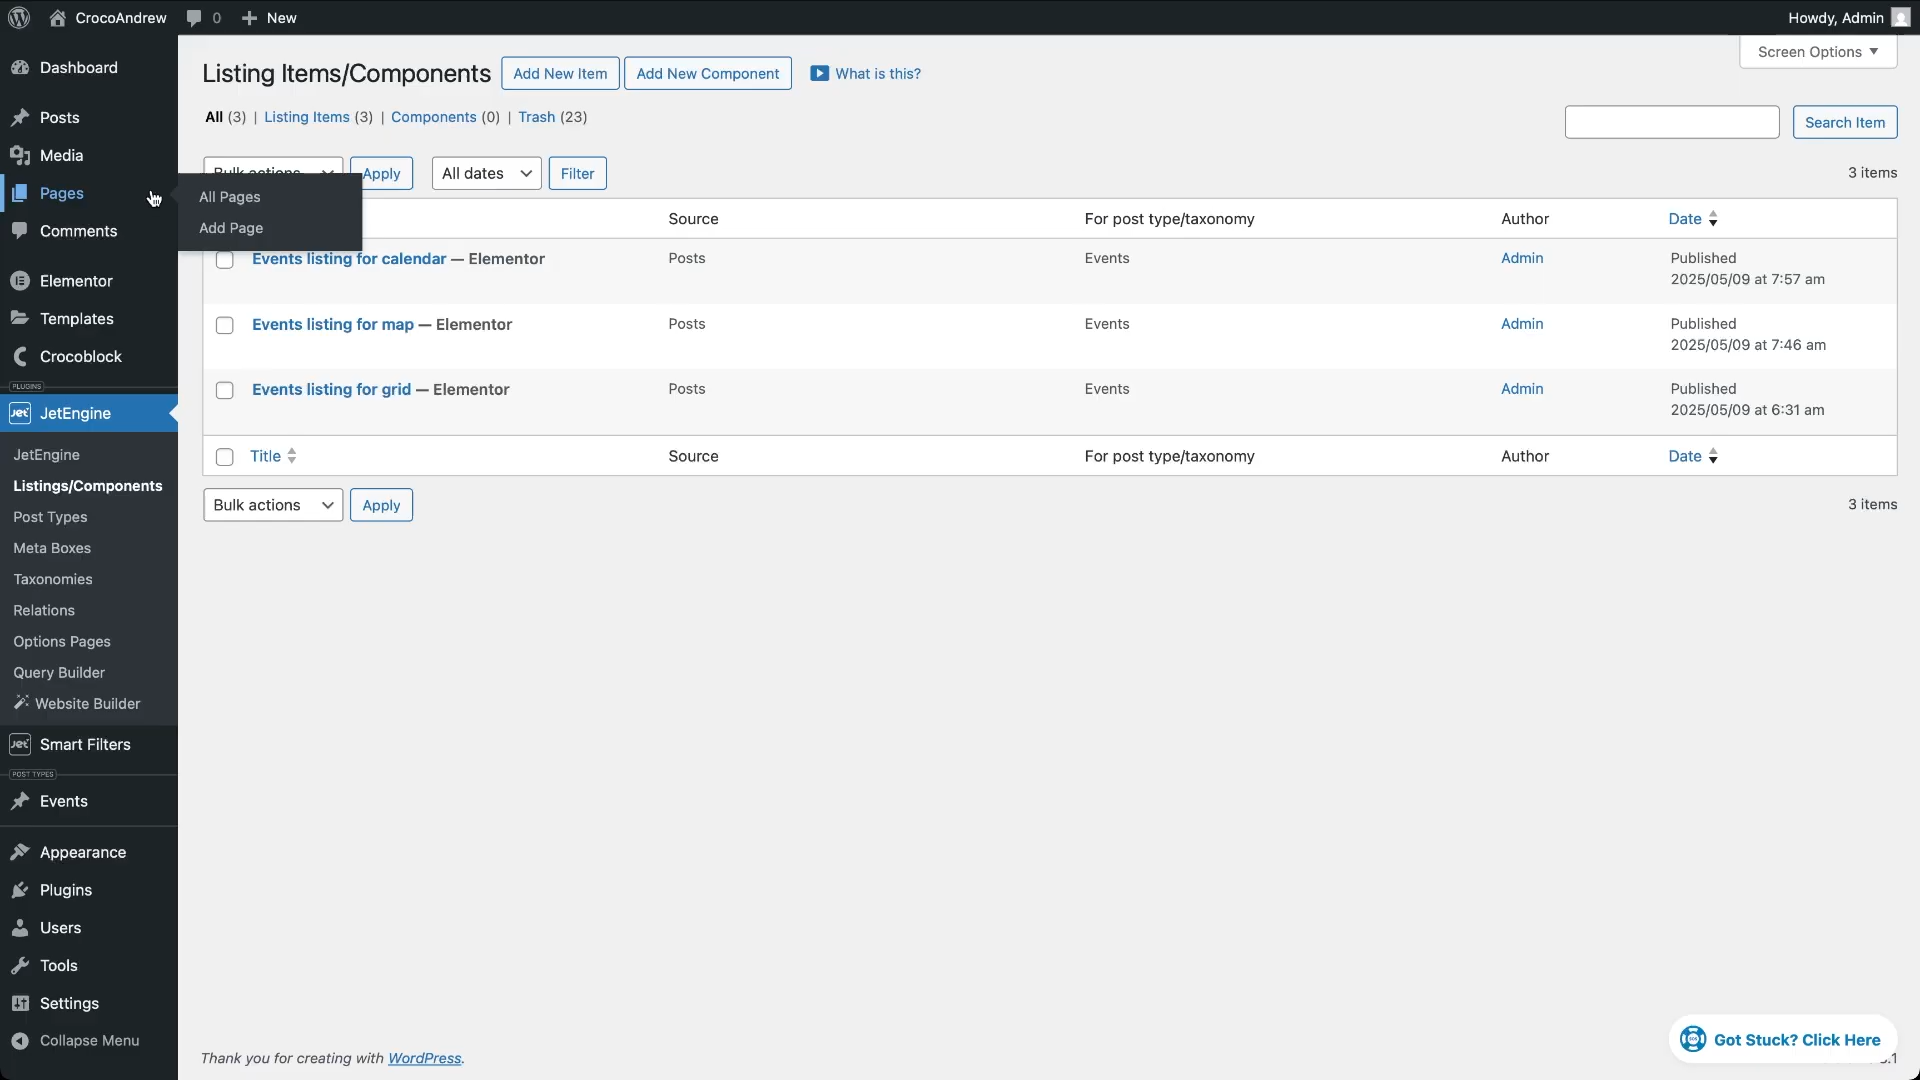 CrocoAndrew 0 New Howdy, Admin
Dashboard
Posts
Media
Pages
All Pages
Add Page
Comments
Elementor
Templates
Crocoblock
PLUGINS
JetEngine
JetEngine
Listings/Components
Post Types
Meta Boxes
Taxonomies
Relations
Options Pages
Query Builder
Website Builder
Smart Filters
POST TYPES
Events
Appearance
Plugins
Users
Tools
Settings
Collapse Menu
Screen Options
Listing Items/Components Add New Item Add New Component What is this?
All (3) | Listing Items (3) | Components (0) | Trash (23)
Search Item
Bulk actions Apply All dates Filter 3 items
Source For post type/taxonomy Author Date
Events listing for calendar — Elementor Posts Events Admin Published
2025/05/09 at 7:57 am
Events listing for map — Elementor Posts Events Admin Published
2025/05/09 at 7:46 am
Events listing for grid — Elementor Posts Events Admin Published
2025/05/09 at 6:31 am
Title Source For post type/taxonomy Author Date
Bulk actions Apply 3 items
Thank you for creating with WordPress.
Got Stuck? Click Here